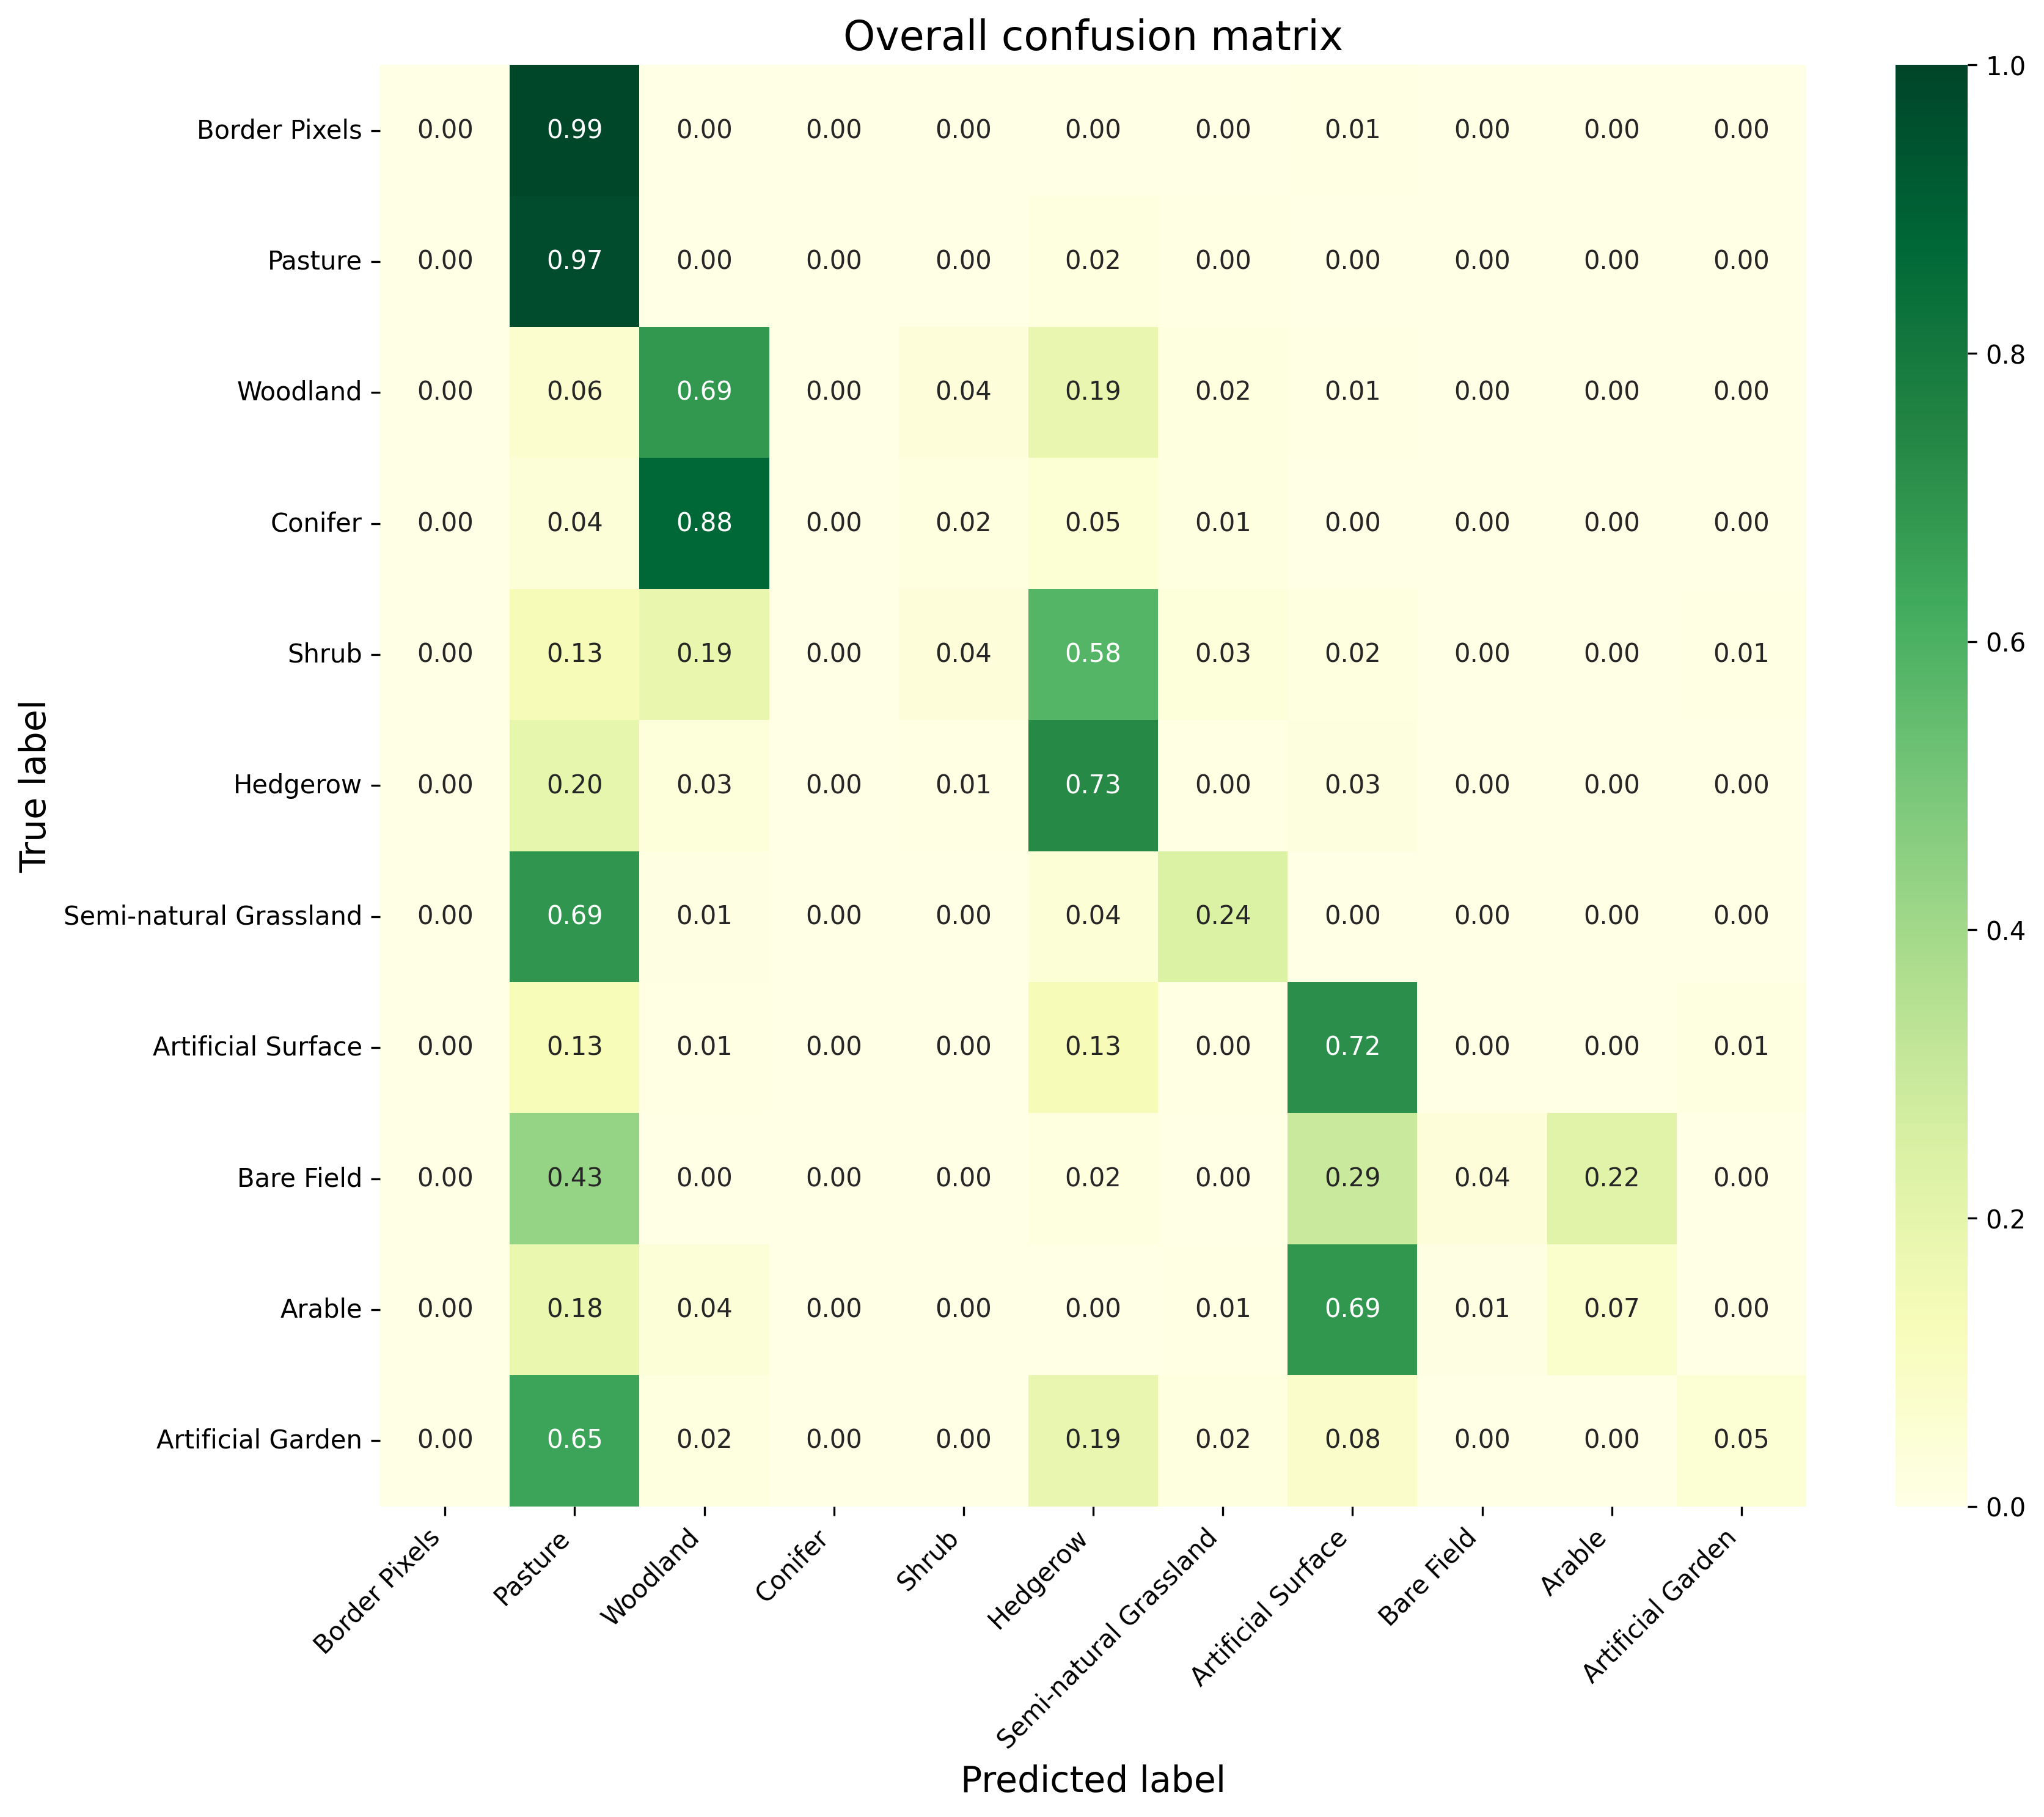 Overall confusion matrix
True label
Border Pixels 0.00 0.99 0.00 0.00 0.00 0.00 0.00 0.01 0.00 0.00 0.00
Pasture 0.00 0.97 0.00 0.00 0.00 0.02 0.00 0.00 0.00 0.00 0.00
Woodland 0.00 0.06 0.69 0.00 0.04 0.19 0.02 0.01 0.00 0.00 0.00
Conifer 0.00 0.04 0.88 0.00 0.02 0.05 0.01 0.00 0.00 0.00 0.00
Shrub 0.00 0.13 0.19 0.00 0.04 0.58 0.03 0.02 0.00 0.00 0.01
Hedgerow 0.00 0.20 0.03 0.00 0.01 0.73 0.00 0.03 0.00 0.00 0.00
Semi-natural Grassland 0.00 0.69 0.01 0.00 0.00 0.04 0.24 0.00 0.00 0.00 0.00
Artificial Surface 0.00 0.13 0.01 0.00 0.00 0.13 0.00 0.72 0.00 0.00 0.01
Bare Field 0.00 0.43 0.00 0.00 0.00 0.02 0.00 0.29 0.04 0.22 0.00
Arable 0.00 0.18 0.04 0.00 0.00 0.00 0.01 0.69 0.01 0.07 0.00
Artificial Garden 0.00 0.65 0.02 0.00 0.00 0.19 0.02 0.08 0.00 0.00 0.05
Border Pixels
Pasture
Woodland
Conifer
Shrub
Hedgerow
Semi-natural Grassland
Artificial Surface
Bare Field
Arable
Artificial Garden
Predicted label
1.0
0.8
0.6
0.4
0.2
0.0